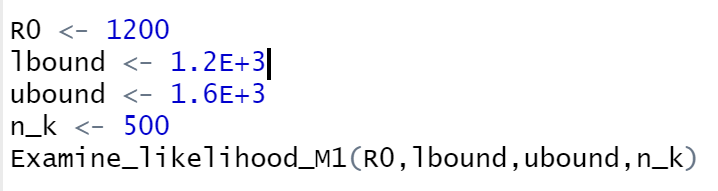 R0 <- 1200
lbound <- 1.2E+3
ubound <- 1.6E+3
n_k <- 500
Examine_likelihood_M1(R0,lbound,ubound,n_k)